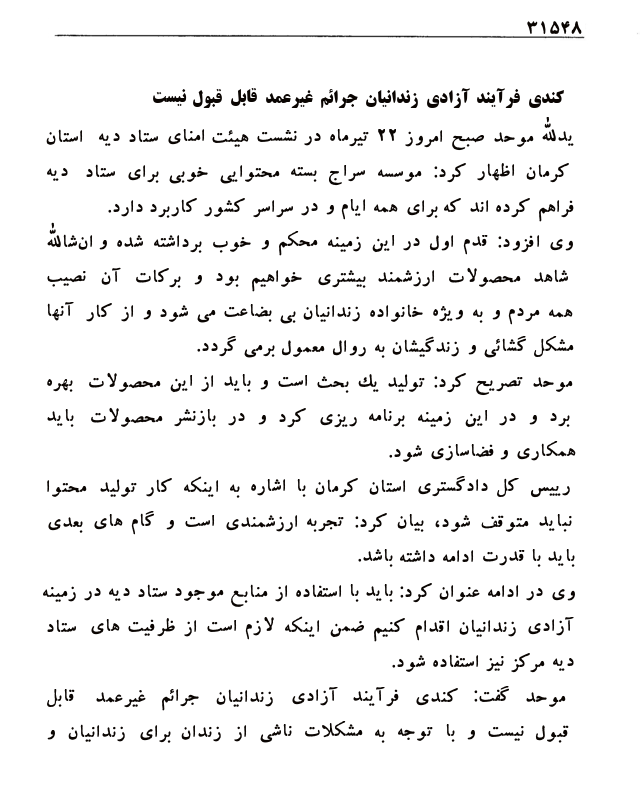 ۳۱۵۴۸
کندی فرآیند آزادی زندانیان جرائم غیرعمد قابل قبول نیست
یدالله موحد صبح امروز ۲۲ تیرماه در نشست هیئت امنای ستاد دیه استان
کرمان اظهار کرد: موسسه سراج بسته محتوایی خوبی برای ستاد دیه
فراهم کرده اند که برای همه ایام و در سراسر کشور کاربرد دارد.
وی افزود: قدم اول در این زمینه محکم و خوب برداشته شده و ان‌شالله
شاهد محصولات ارزشمند بیشتری خواهیم بود و برکات آن نصیب
همه مردم و به ویژه خانواده زندانیان بی بضاعت می شود و از کار آنها
مشکل گشائی و زندگیشان به روال معمول برمی گردد.
موحد تصریح کرد: تولید یك بحث است و باید از این محصولات بهره
برد و در این زمینه برنامه ریزی کرد و در بازنشر محصولات باید
همکاری و فضاسازی شود.
رییس کل دادگستری استان کرمان با اشاره به اینکه کار تولید محتوا
نباید متوقف شود، بیان کرد: تجربه ارزشمندی است و گام های بعدی
باید با قدرت ادامه داشته باشد.
وی در ادامه عنوان کرد: باید با استفاده از منابع موجود ستاد دیه در زمینه
آزادی زندانیان اقدام کنیم ضمن اینکه لازم است از ظرفیت های ستاد
دیه مرکز نیز استفاده شود.
موحد گفت: کندی فرآیند آزادی زندانیان جرائم غیرعمد قابل
قبول نیست و با توجه به مشکلات ناشی از زندان برای زندانیان و